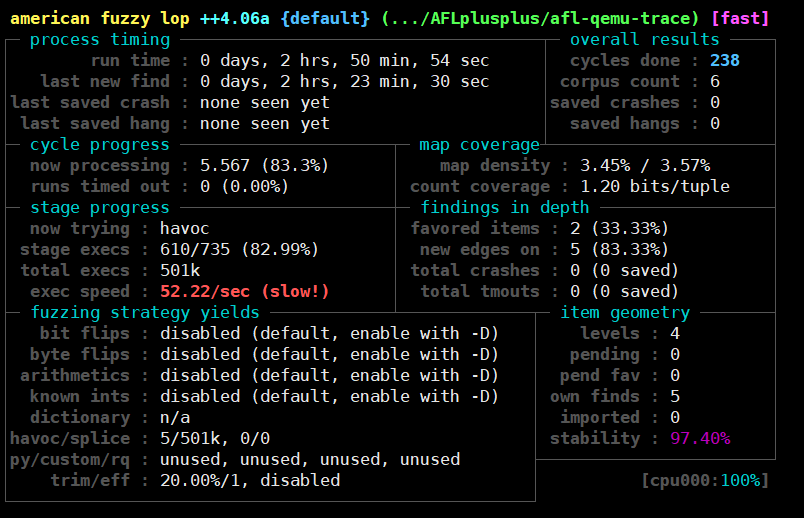 american fuzzy lop ++4.06a {default} (.../AFLplusplus/afl-qemu-trace) [fast]
process timing overall results
run time : 0 days, 2 hrs, 50 min, 54 sec cycles done : 238
last new find : 0 days, 2 hrs, 23 min, 30 sec corpus count : 6
last saved crash : none seen yet saved crashes : 0
last saved hang : none seen yet saved hangs : 0
cycle progress map coverage
now processing : 5.567 (83.3%) map density : 3.45% / 3.57%
runs timed out : 0 (0.00%) count coverage : 1.20 bits/tuple
stage progress findings in depth
now trying : havoc favored items : 2 (33.33%)
stage execs : 610/735 (82.99%) new edges on : 5 (83.33%)
total execs : 501k total crashes : 0 (0 saved)
exec speed : 52.22/sec (slow!) total tmouts : 0 (0 saved)
fuzzing strategy yields item geometry
bit flips : disabled (default, enable with -D) levels : 4
byte flips : disabled (default, enable with -D) pending : 0
arithmetics : disabled (default, enable with -D) pend fav : 0
known ints : disabled (default, enable with -D) own finds : 5
dictionary : n/a imported : 0
havoc/splice : 5/501k, 0/0 stability : 97.40%
py/custom/rq : unused, unused, unused, unused
trim/eff : 20.00%/1, disabled [cpu000:100%]